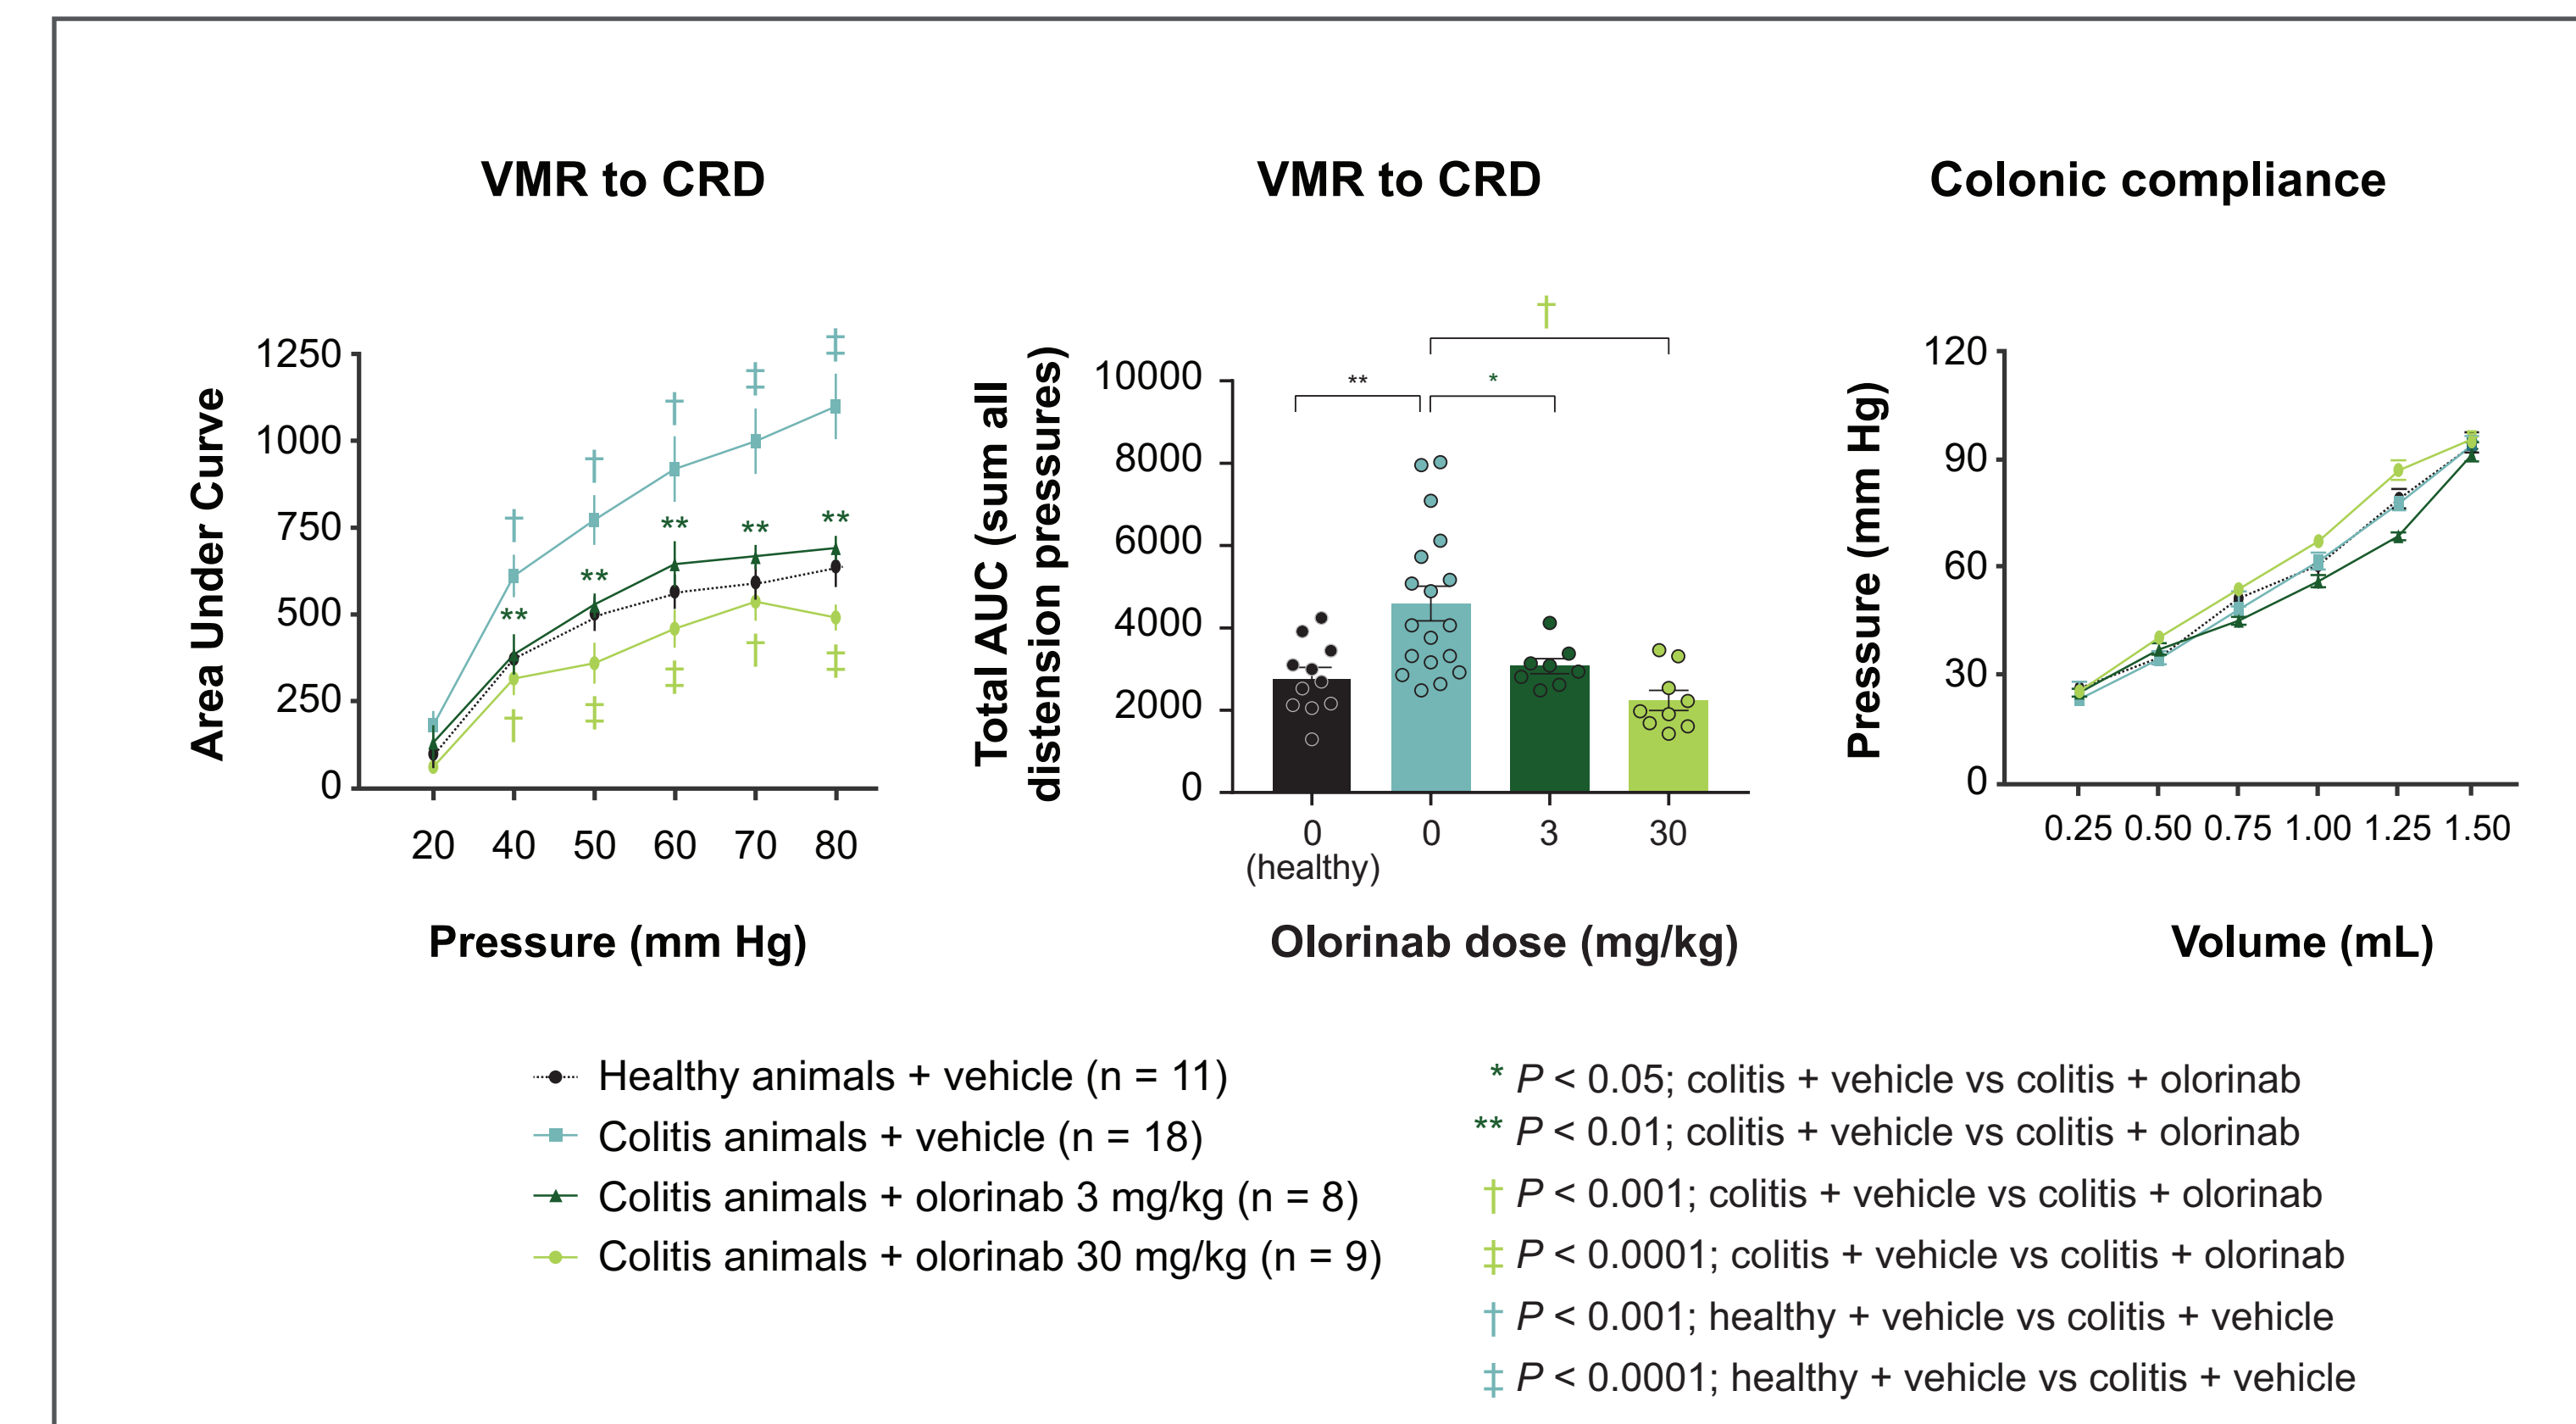 VMR to CRD
Area Under Curve
1250
1000
750
500
250
0
† † † ‡ ‡
** ** ** ** **
† ‡ ‡ † ‡
20 40 50 60 70 80
Pressure (mm Hg)
VMR to CRD
Total AUC (sum all
distension pressures)
10000
8000
6000
4000
2000
0
†
** *
0 0 3 30
(healthy)
Olorinab dose (mg/kg)
Colonic compliance
Pressure (mm Hg)
120
90
60
30
0
0.25 0.50 0.75 1.00 1.25 1.50
Volume (mL)
Healthy animals + vehicle (n = 11)
Colitis animals + vehicle (n = 18)
Colitis animals + olorinab 3 mg/kg (n = 8)
Colitis animals + olorinab 30 mg/kg (n = 9)
* P < 0.05; colitis + vehicle vs colitis + olorinab
** P < 0.01; colitis + vehicle vs colitis + olorinab
† P < 0.001; colitis + vehicle vs colitis + olorinab
‡ P < 0.0001; colitis + vehicle vs colitis + olorinab
† P < 0.001; healthy + vehicle vs colitis + vehicle
‡ P < 0.0001; healthy + vehicle vs colitis + vehicle